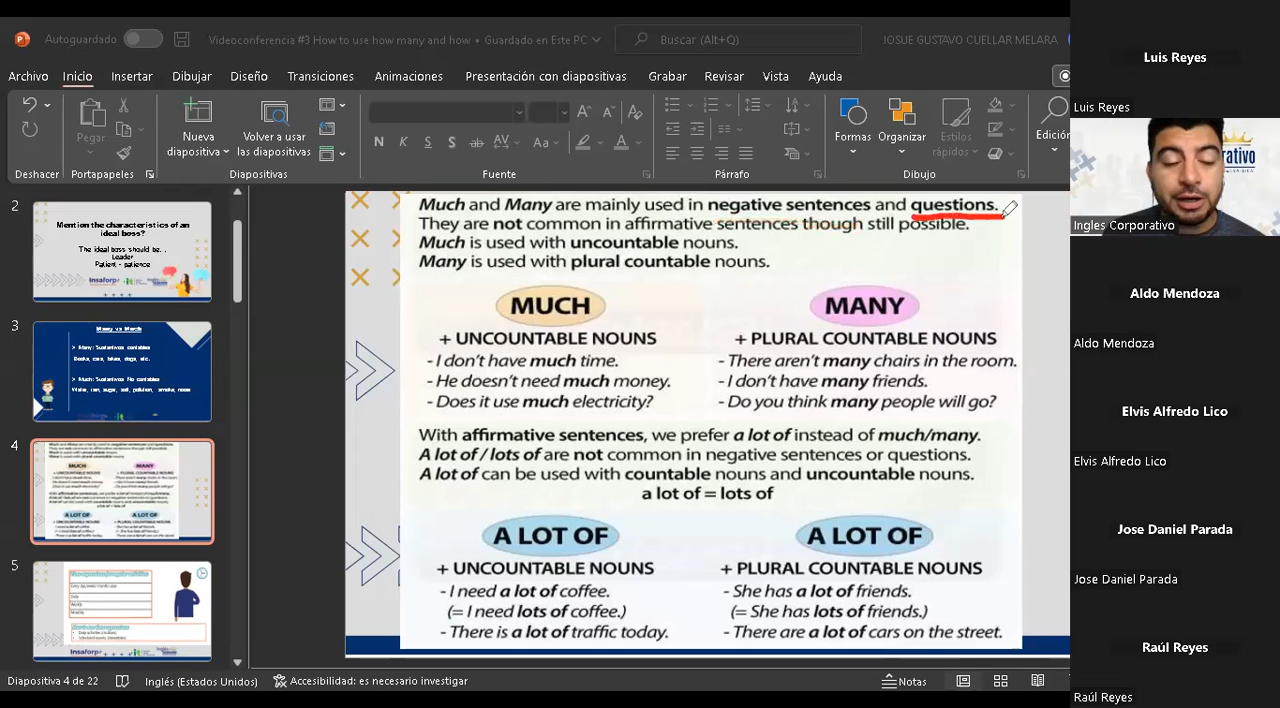 Autoguardado
Videoconferencia #3 How to use how many and how • Guardado en Este PC
Buscar (Alt+Q)
JOSUE GUSTAVO CUELLAR MELARA
Archivo Inicio Insertar Dibujar Diseño Transiciones Animaciones Presentación con diapositivas Grabar Revisar Vista Ayuda
Pegar
Nueva diapositiva
Volver a usar las diapositivas
N K S S ab AV Aa A
Formas
Organizar
Estilos rápidos
Edición
Deshacer Portapapeles Diapositivas Fuente Párrafo Dibujo
2
Mention the characteristics of an
ideal boss?
The ideal boss should be...
Leader
Patient - patience
Insaforp
3
Many vs Much
4
5
Insaforp
Much and Many are mainly used in negative sentences and questions.
They are not common in affirmative sentences though still possible.
Much is used with uncountable nouns.
Many is used with plural countable nouns.
MUCH
+ UNCOUNTABLE NOUNS
- I don't have much time.
- He doesn't need much money.
- Does it use much electricity?
MANY
+ PLURAL COUNTABLE NOUNS
- There aren't many chairs in the room.
- I don't have many friends.
- Do you think many people will go?
With affirmative sentences, we prefer a lot of instead of much/many.
A lot of / lots of are not common in negative sentences or questions.
A lot of can be used with countable nouns and uncountable nouns.
a lot of = lots of
A LOT OF
+ UNCOUNTABLE NOUNS
- I need a lot of coffee.
(= I need lots of coffee.)
- There is a lot of traffic today.
A LOT OF
+ PLURAL COUNTABLE NOUNS
- She has a lot of friends.
(= She has lots of friends.)
- There are a lot of cars on the street.
Diapositiva 4 de 22
Inglés (Estados Unidos)
Accesibilidad: es necesario investigar
Notas
Luis Reyes
Luis Reyes
Ingles Corporativo
Aldo Mendoza
Aldo Mendoza
Elvis Alfredo Lico
Elvis Alfredo Lico
Jose Daniel Parada
Jose Daniel Parada
Raúl Reyes
Raúl Reyes